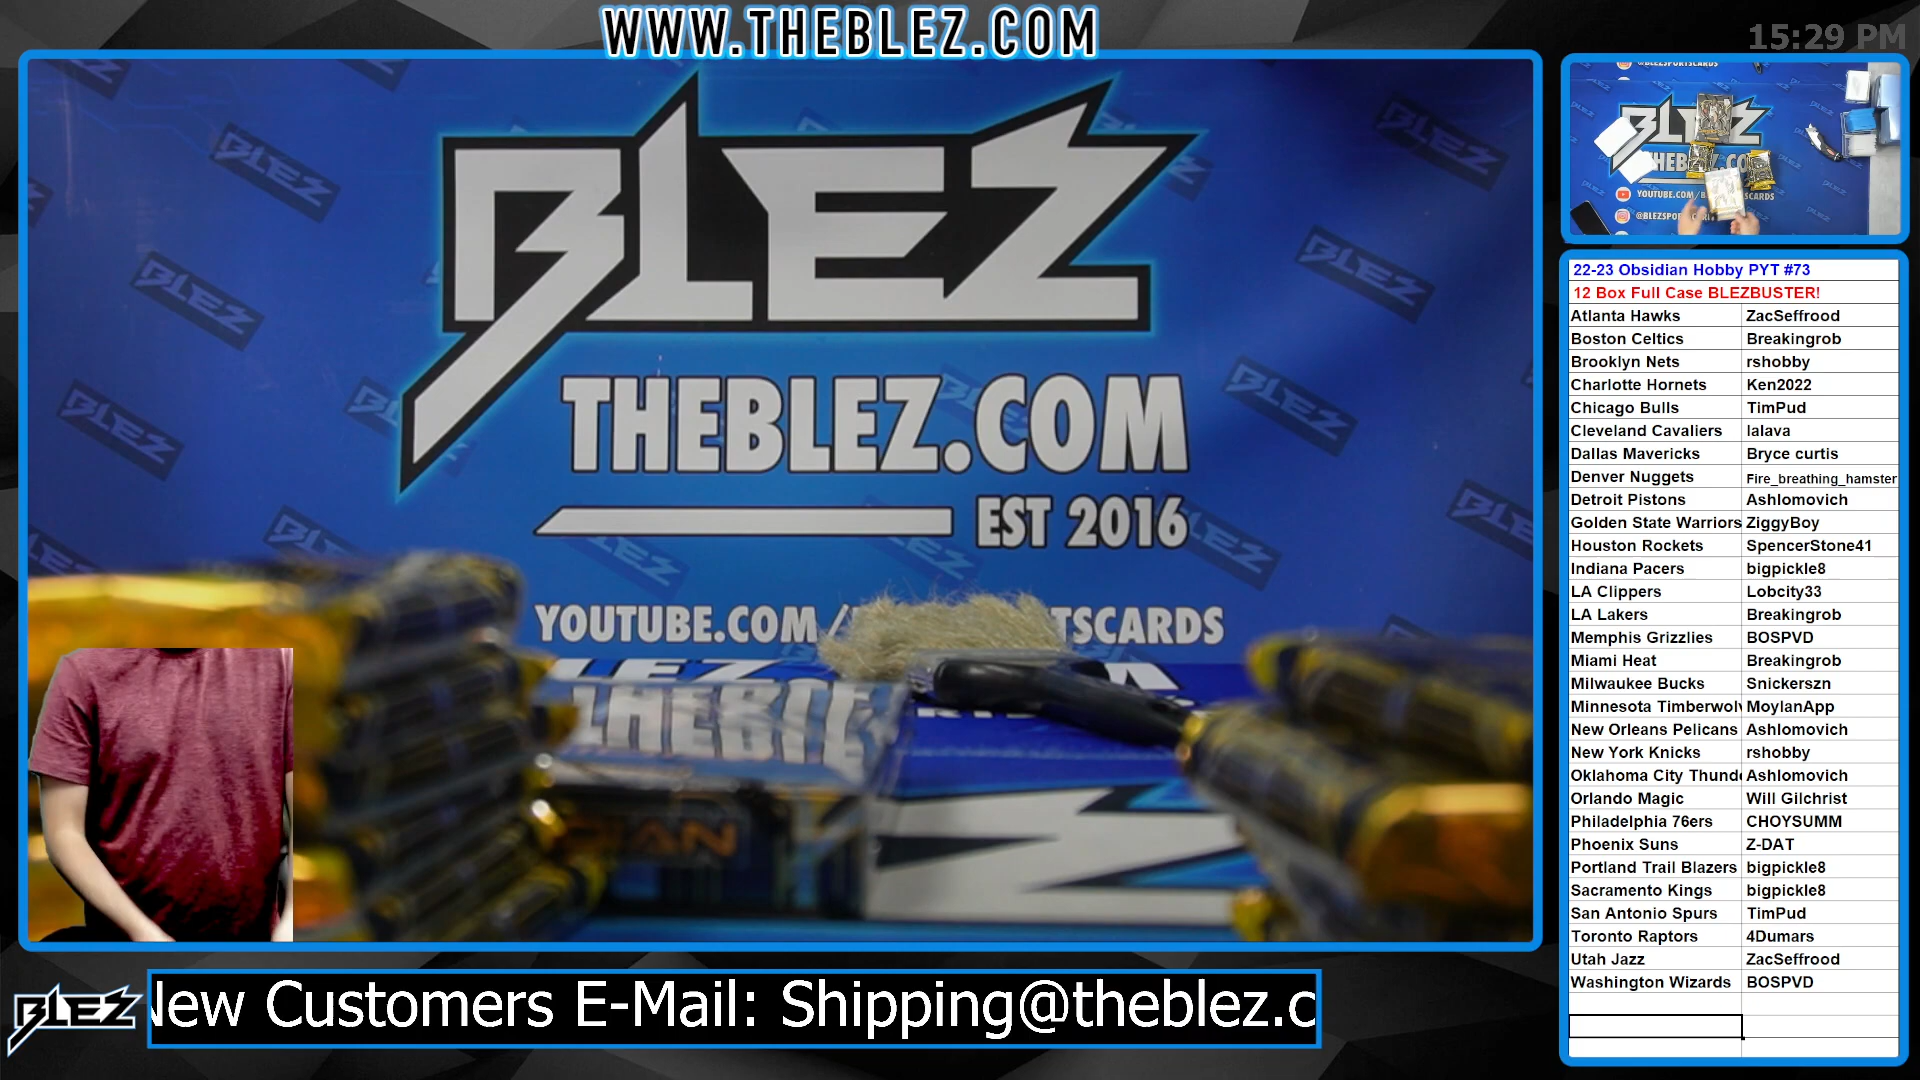 WWW.THEBLEZ.COM
15:29 PM
BLEZ
THEBLEZ.COM
EST 2016
YOUTUBE.COM/
TSCARDS
@BLEZSPORTSCARDS
22-23 Obsidian Hobby PYT #73
12 Box Full Case BLEZBUSTER!
Atlanta Hawks ZacSeffrood
Boston Celtics Breakingrob
Brooklyn Nets rshobby
Charlotte Hornets Ken2022
Chicago Bulls TimPud
Cleveland Cavaliers lalava
Dallas Mavericks Bryce curtis
Denver Nuggets Fire_breathing_hamster
Detroit Pistons Ashlomovich
Golden State Warriors ZiggyBoy
Houston Rockets SpencerStone41
Indiana Pacers bigpickle8
LA Clippers Lobcity33
LA Lakers Breakingrob
Memphis Grizzlies BOSPVD
Miami Heat Breakingrob
Milwaukee Bucks Snickerszn
Minnesota Timberwolv MoylanApp
New Orleans Pelicans Ashlomovich
New York Knicks rshobby
Oklahoma City Thunde Ashlomovich
Orlando Magic Will Gilchrist
Philadelphia 76ers CHOYSUMM
Phoenix Suns Z-DAT
Portland Trail Blazers bigpickle8
Sacramento Kings bigpickle8
San Antonio Spurs TimPud
Toronto Raptors 4Dumars
Utah Jazz ZacSeffrood
Washington Wizards BOSPVD
BLEZ
New Customers E-Mail: Shipping@theblez.c